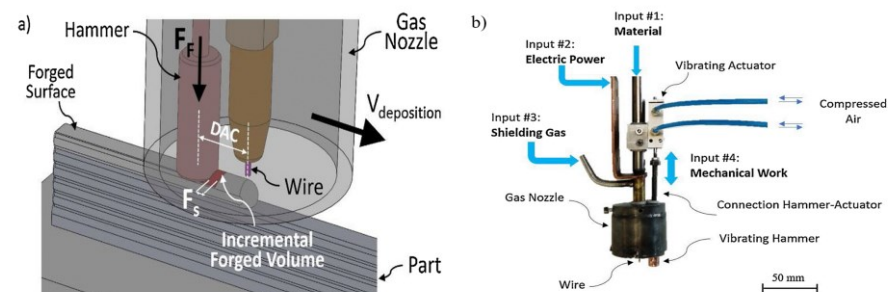 a)
Hammer
F_F
Gas
Nozzle
Forged
Surface
DAC
V_deposition
Wire
F_S
Incremental
Forged Volume
Part
b)
Input #1:
Material
Input #2:
Electric Power
Vibrating Actuator
Input #3:
Shielding Gas
Compressed
Air
Input #4:
Mechanical Work
Gas Nozzle
Connection Hammer-Actuator
Vibrating Hammer
Wire
50 mm